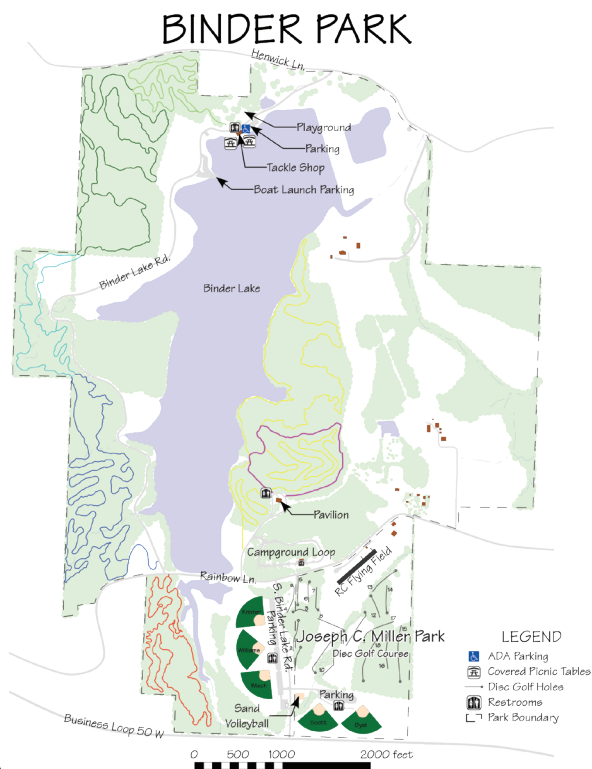 BINDER PARK
Henwick Ln.
Playground
Parking
Tackle Shop
Boat Launch Parking
Binder Lake Rd.
Binder Lake
Pavilion
Campground Loop
RC Flying Field
Rainbow Ln.
S. Binder Lake Rd.
Parking
Williams
Joseph C. Miller Park
Disc Golf Course
Parking
Sand
Volleyball
Business Loop 50 W
LEGEND
ADA Parking
Covered Picnic Tables
Disc Golf Holes
Restrooms
Park Boundary
0 500 1000 2000 feet